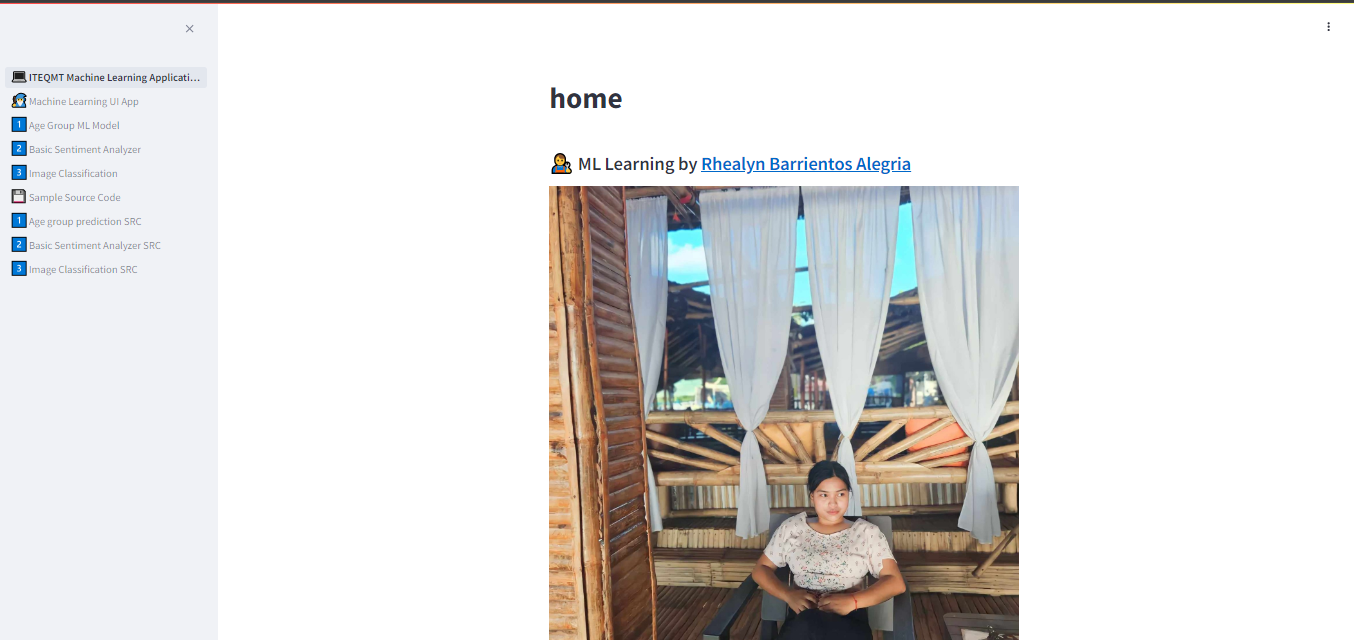 ITEQMT Machine Learning Applicati...
Machine Learning UI App
1 Age Group ML Model
2 Basic Sentiment Analyzer
3 Image Classification
Sample Source Code
1 Age group prediction SRC
2 Basic Sentiment Analyzer SRC
3 Image Classification SRC
home
ML Learning by Rhealyn Barrientos Alegria